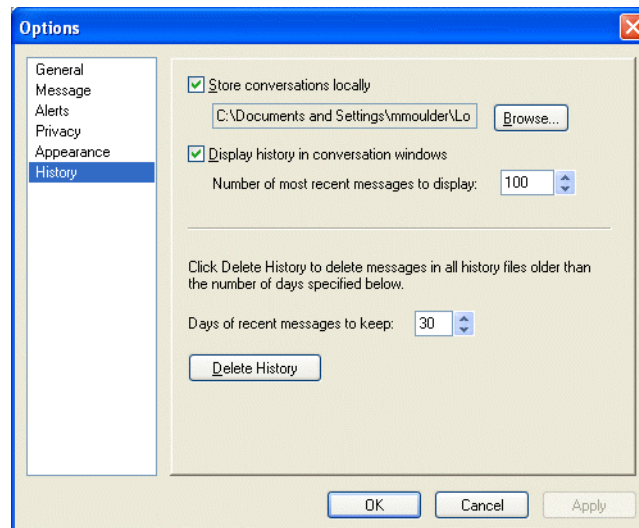 Options
General
Message
Alerts
Privacy
Appearance
History
Store conversations locally
C:\Documents and Settings\mmoulder\Lo
Browse...
Display history in conversation windows
Number of most recent messages to display: 100
Click Delete History to delete messages in all history files older than
the number of days specified below.
Days of recent messages to keep: 30
Delete History
OK Cancel Apply